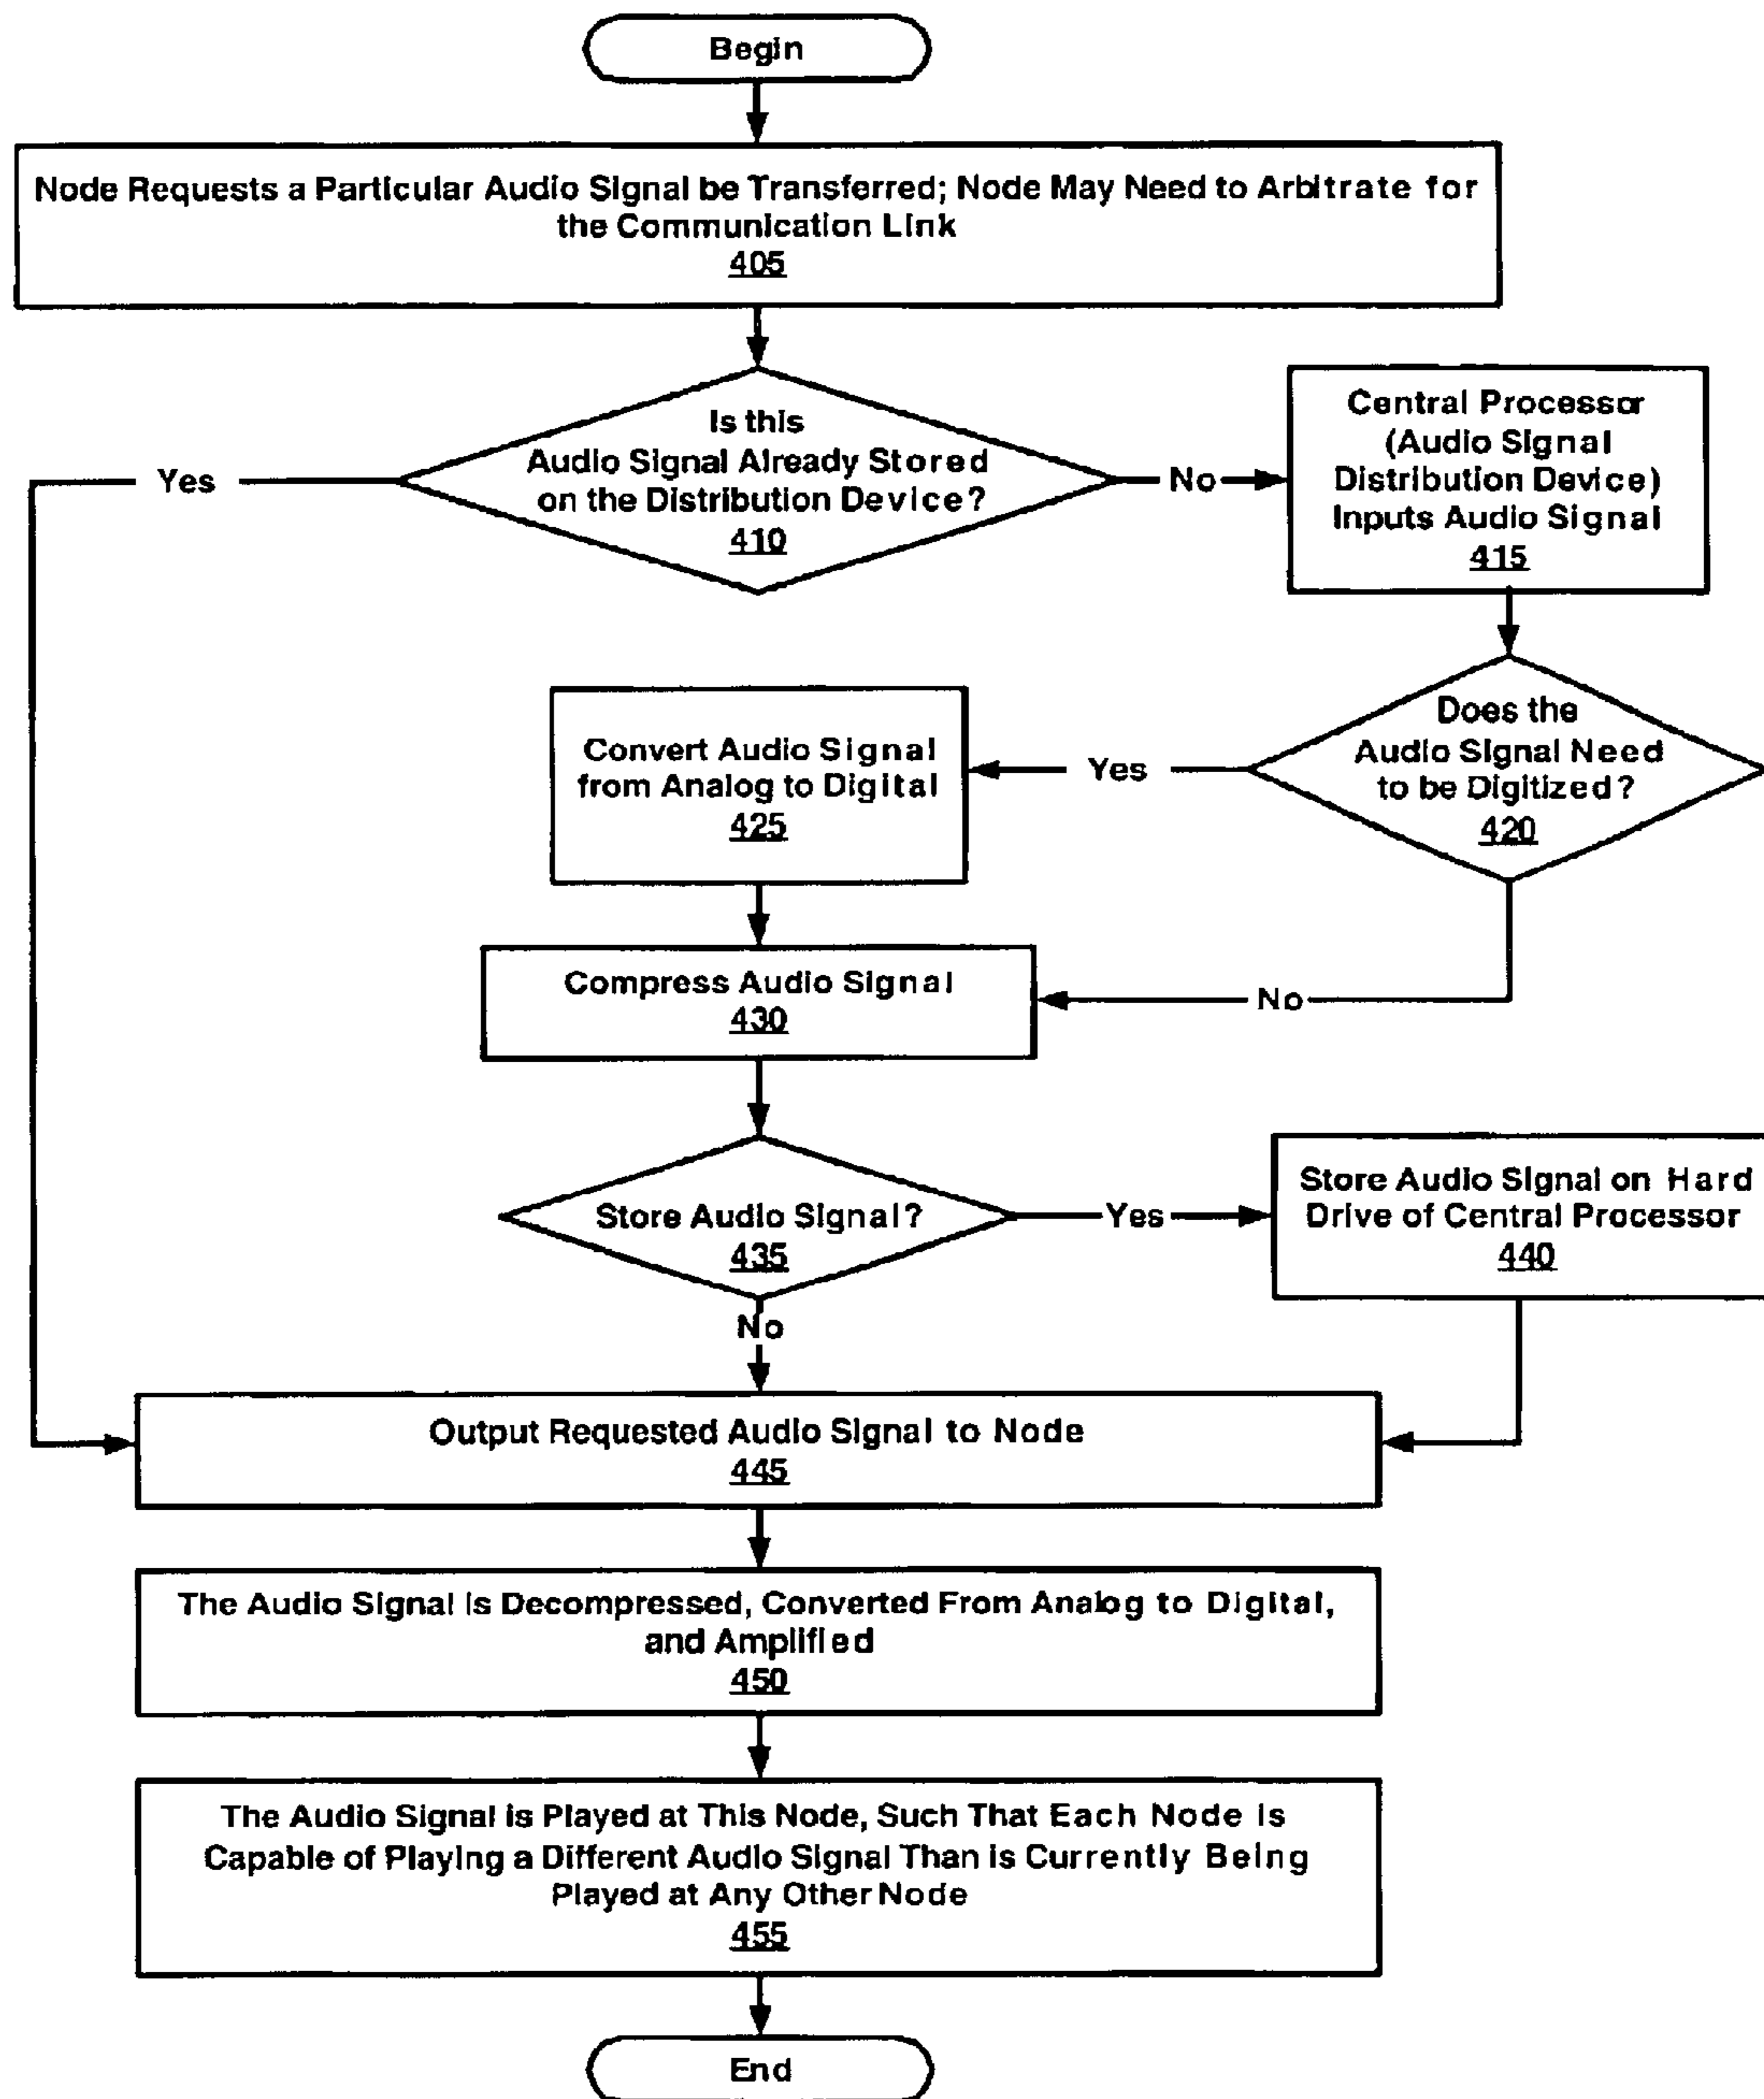 Begin
Node Requests a Particular Audio Signal be Transferred; Node May Need to Arbitrate for
the Communication Link
405
Is this
Audio Signal Already Stored
on the Distribution Device?
410
Yes
No
Central Processor
(Audio Signal
Distribution Device)
Inputs Audio Signal
415
Does the
Audio Signal Need
to be Digitized?
420
Yes
Convert Audio Signal
from Analog to Digital
425
No
Compress Audio Signal
430
Store Audio Signal?
435
Yes
Store Audio Signal on Hard
Drive of Central Processor
440
No
Output Requested Audio Signal to Node
445
The Audio Signal is Decompressed, Converted From Analog to Digital,
and Amplified
450
The Audio Signal is Played at This Node, Such That Each Node is
Capable of Playing a Different Audio Signal Than is Currently Being
Played at Any Other Node
455
End